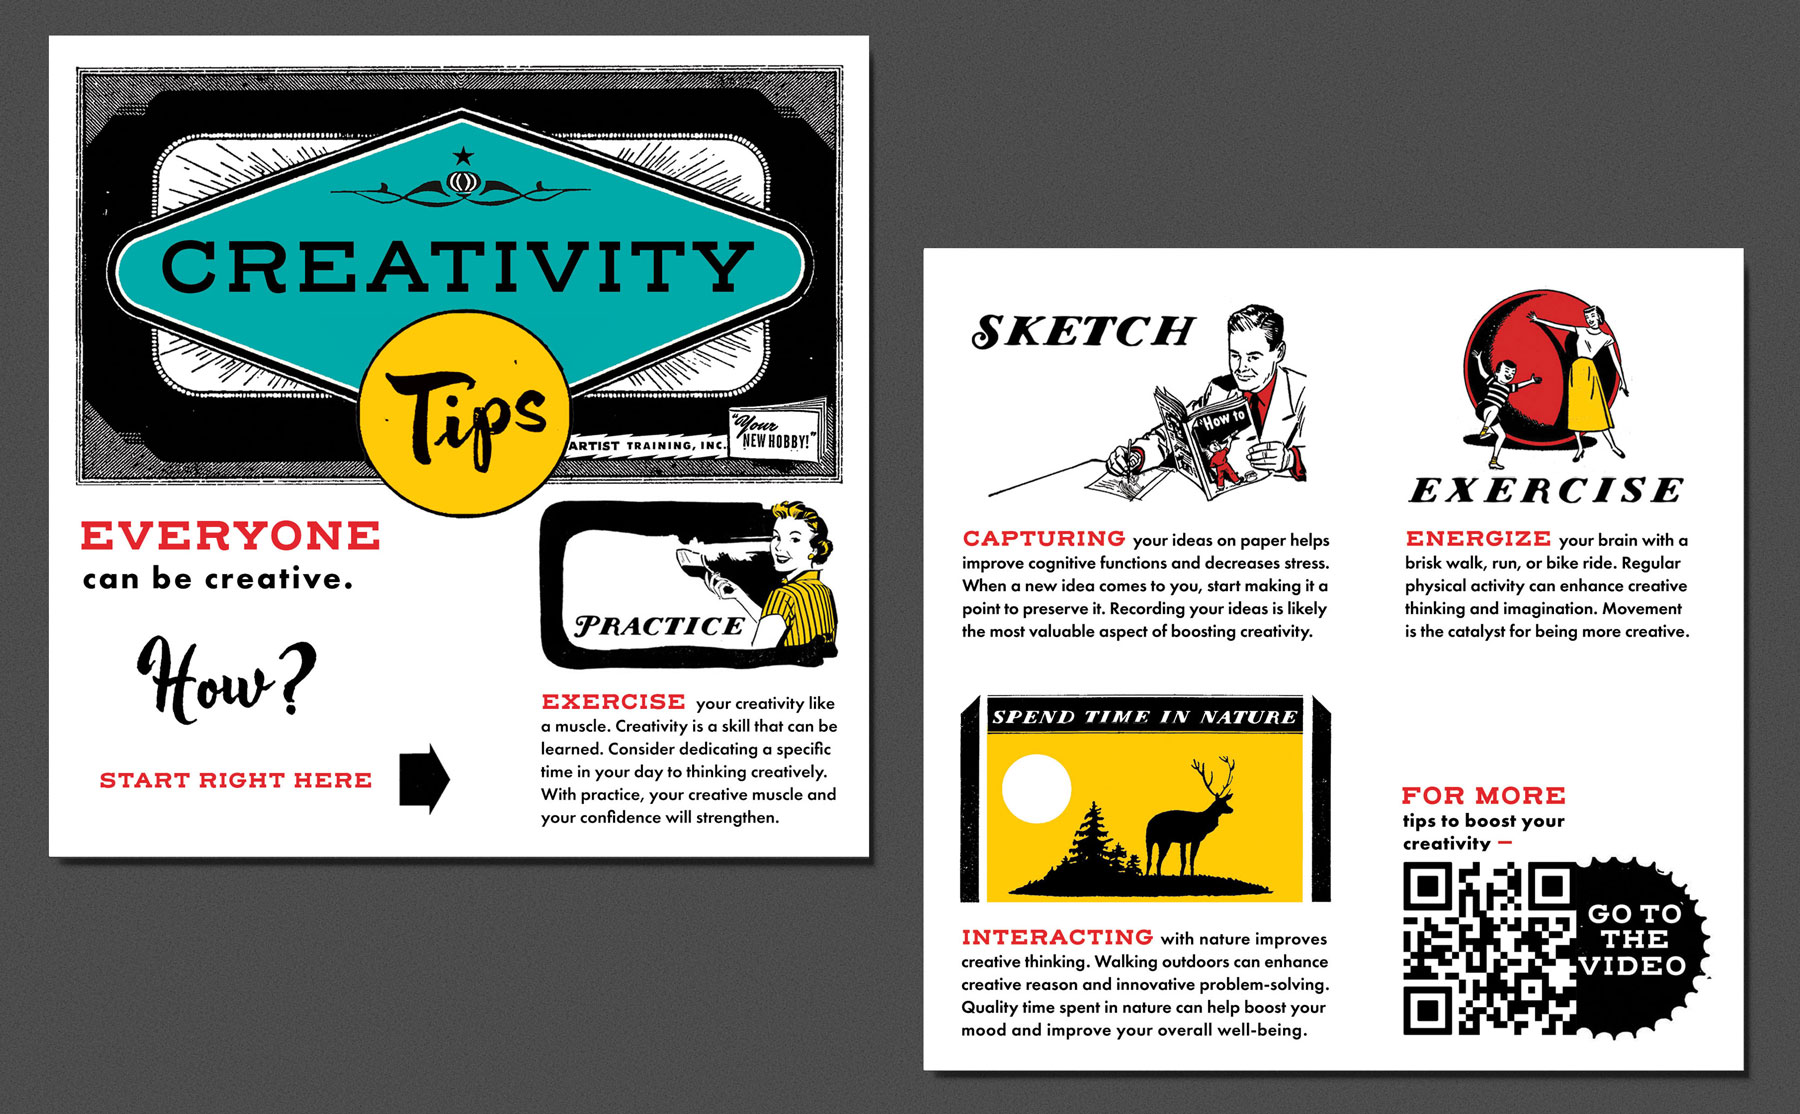 CREATIVITY
Tips
ARTIST TRAINING, INC.
"Your
NEW HOBBY!"
EVERYONE
can be creative.
How?
START RIGHT HERE
PRACTICE
EXERCISE your creativity like
a muscle. Creativity is a skill that can be
learned. Consider dedicating a specific
time in your day to thinking creatively.
With practice, your creative muscle and
your confidence will strengthen.
SKETCH
"How to
CAPTURING your ideas on paper helps
improve cognitive functions and decreases stress.
When a new idea comes to you, start making it a
point to preserve it. Recording your ideas is likely
the most valuable aspect of boosting creativity.
EXERCISE
ENERGIZE your brain with a
brisk walk, run, or bike ride. Regular
physical activity can enhance creative
thinking and imagination. Movement
is the catalyst for being more creative.
SPEND TIME IN NATURE
INTERACTING with nature improves
creative thinking. Walking outdoors can enhance
creative reason and innovative problem-solving.
Quality time spent in nature can help boost your
mood and improve your overall well-being.
FOR MORE
tips to boost your
creativity —
GO TO
THE
VIDEO